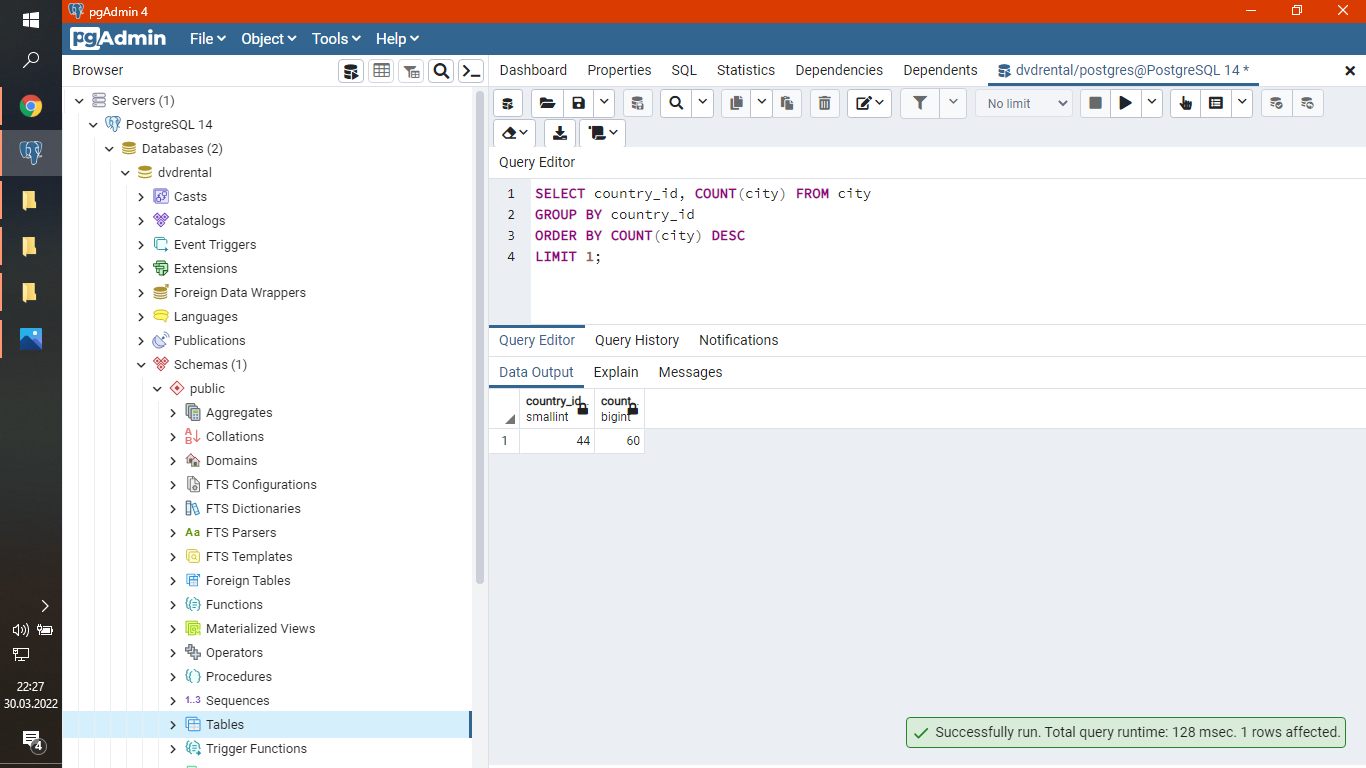 pgAdmin 4
pgAdmin File Object Tools Help
Browser
Servers (1)
PostgreSQL 14
Databases (2)
dvdrental
Casts
Catalogs
Event Triggers
Extensions
Foreign Data Wrappers
Languages
Publications
Schemas (1)
public
Aggregates
Collations
Domains
FTS Configurations
FTS Dictionaries
Aa FTS Parsers
FTS Templates
Foreign Tables
Functions
Materialized Views
Operators
Procedures
1..3 Sequences
Tables
Trigger Functions
Dashboard Properties SQL Statistics Dependencies Dependents dvdrental/postgres@PostgreSQL 14 *
No limit
Query Editor
1 SELECT country_id, COUNT(city) FROM city
2 GROUP BY country_id
3 ORDER BY COUNT(city) DESC
4 LIMIT 1;
Query Editor Query History Notifications
Data Output Explain Messages
country_id count
smallint bigint
1 44 60
Successfully run. Total query runtime: 128 msec. 1 rows affected.
22:27
30.03.2022
4